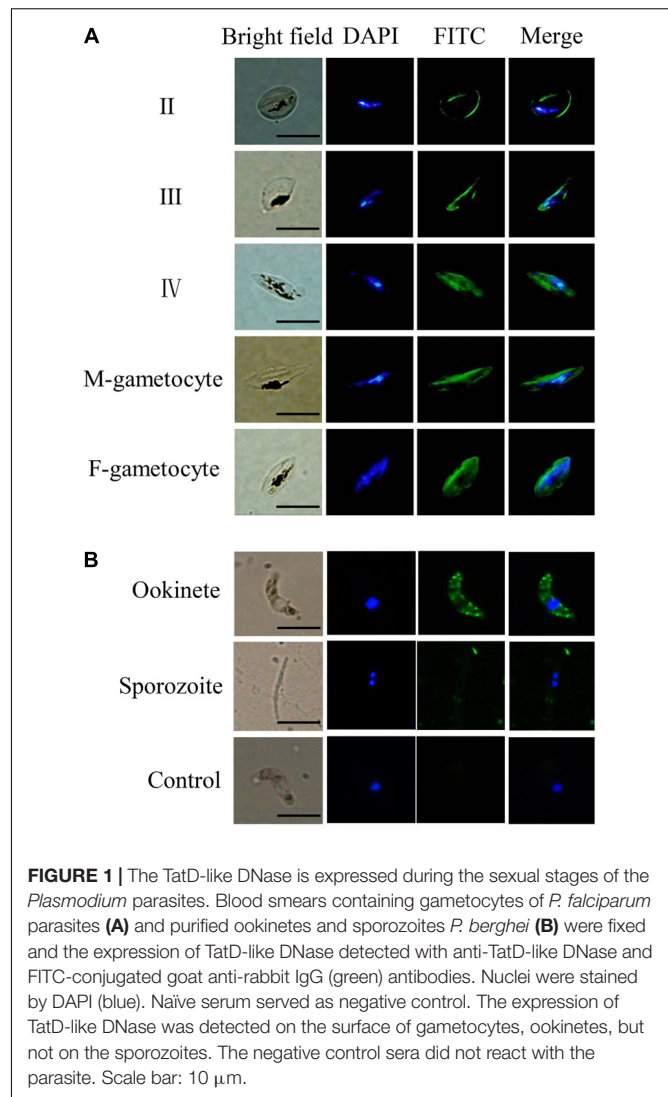 A
Bright field DAPI FITC Merge
II
III
IV
M-gametocyte
F-gametocyte
B
Ookinete
Sporozoite
Control
FIGURE 1 | The TatD-like DNase is expressed during the sexual stages of the
Plasmodium parasites. Blood smears containing gametocytes of P. falciparum
parasites (A) and purified ookinetes and sporozoites P. berghei (B) were fixed
and the expression of TatD-like DNase detected with anti-TatD-like DNase and
FITC-conjugated goat anti-rabbit IgG (green) antibodies. Nuclei were stained
by DAPI (blue). Naïve serum served as negative control. The expression of
TatD-like DNase was detected on the surface of gametocytes, ookinetes, but
not on the sporozoites. The negative control sera did not react with the
parasite. Scale bar: 10 μm.